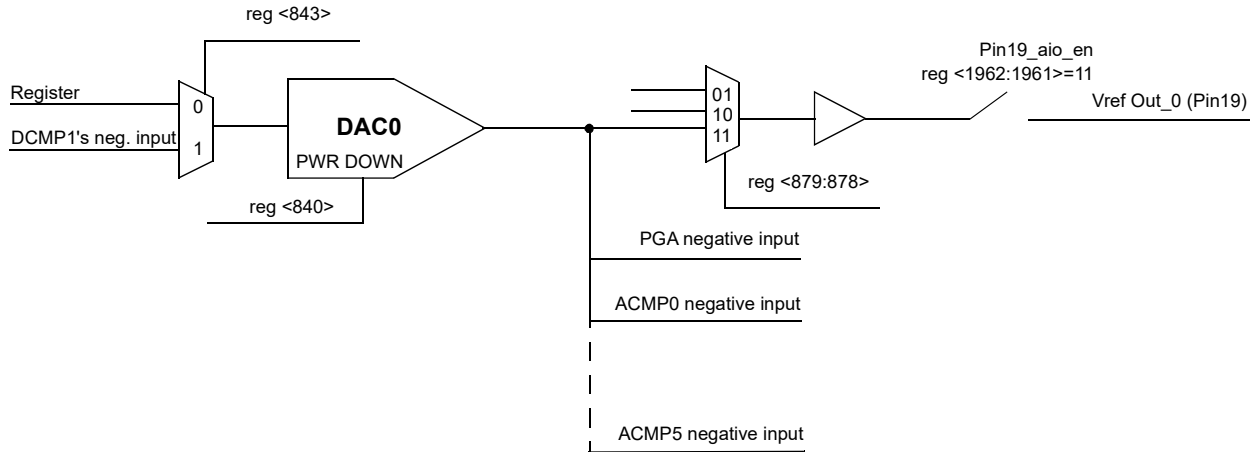 reg <843>
Register
DCMP1's neg. input
0
1
DAC0
PWR DOWN
reg <840>
01
10
11
reg <879:878>
Pin19_aio_en
reg <1962:1961>=11
Vref Out_0 (Pin19)
PGA negative input
ACMP0 negative input
ACMP5 negative input